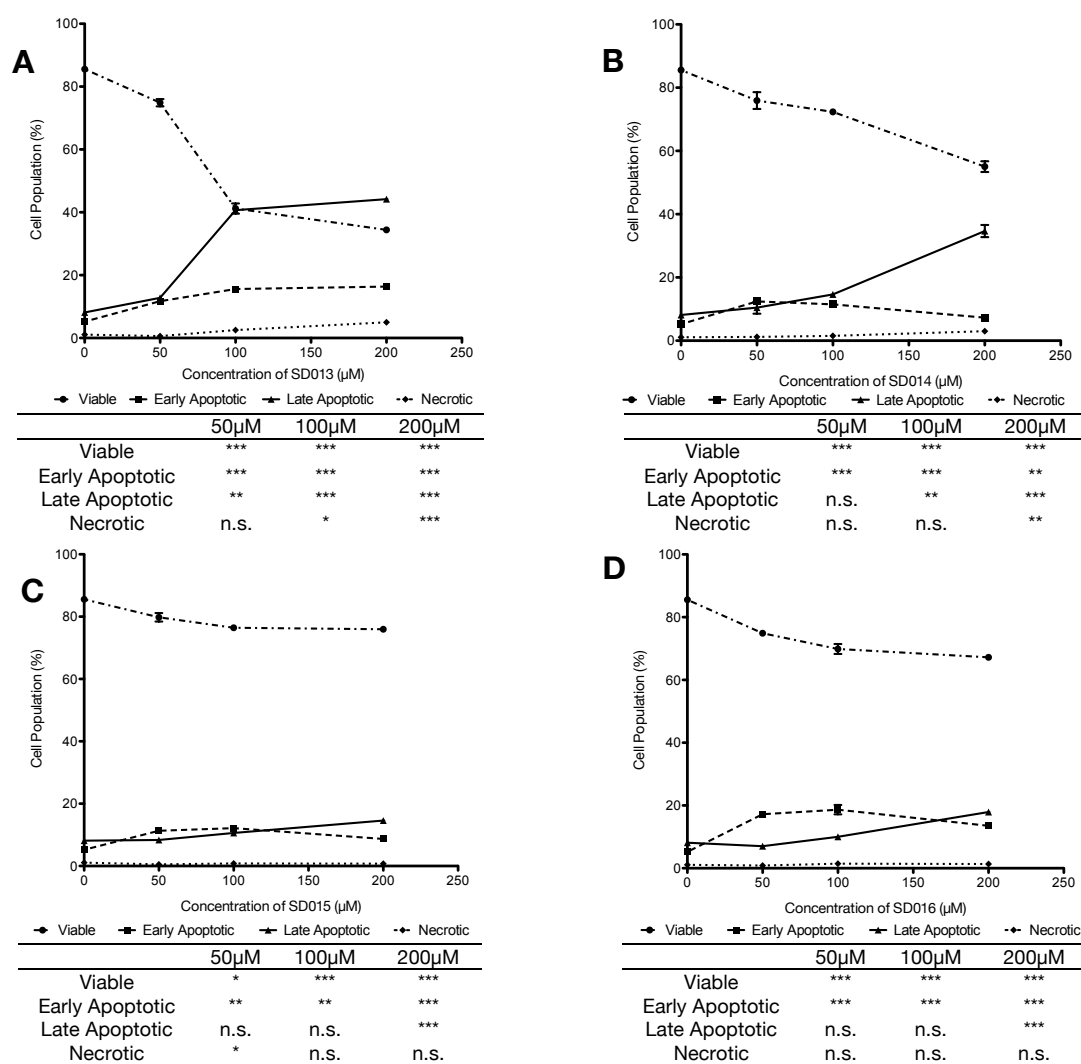 A
100
80
60
40
20
0
Cell Population (%)
0 50 100 150 200 250
Concentration of SD013 (µM)
Viable Early Apoptotic Late Apoptotic Necrotic
50µM 100µM 200µM
Viable *** *** ***
Early Apoptotic *** *** ***
Late Apoptotic ** *** ***
Necrotic n.s. * ***
B
100
80
60
40
20
0
Cell Population (%)
0 50 100 150 200 250
Concentration of SD014 (µM)
Viable Early Apoptotic Late Apoptotic Necrotic
50µM 100µM 200µM
Viable *** *** ***
Early Apoptotic *** *** **
Late Apoptotic n.s. ** ***
Necrotic n.s. n.s. **
C
100
80
60
40
20
0
Cell Population (%)
0 50 100 150 200 250
Concentration of SD015 (µM)
Viable Early Apoptotic Late Apoptotic Necrotic
50µM 100µM 200µM
Viable * *** ***
Early Apoptotic ** ** ***
Late Apoptotic n.s. n.s. ***
Necrotic * n.s. n.s.
D
100
80
60
40
20
0
Cell Population (%)
0 50 100 150 200 250
Concentration of SD016 (µM)
Viable Early Apoptotic Late Apoptotic Necrotic
50µM 100µM 200µM
Viable *** *** ***
Early Apoptotic *** *** ***
Late Apoptotic n.s. n.s. ***
Necrotic n.s. n.s. n.s.